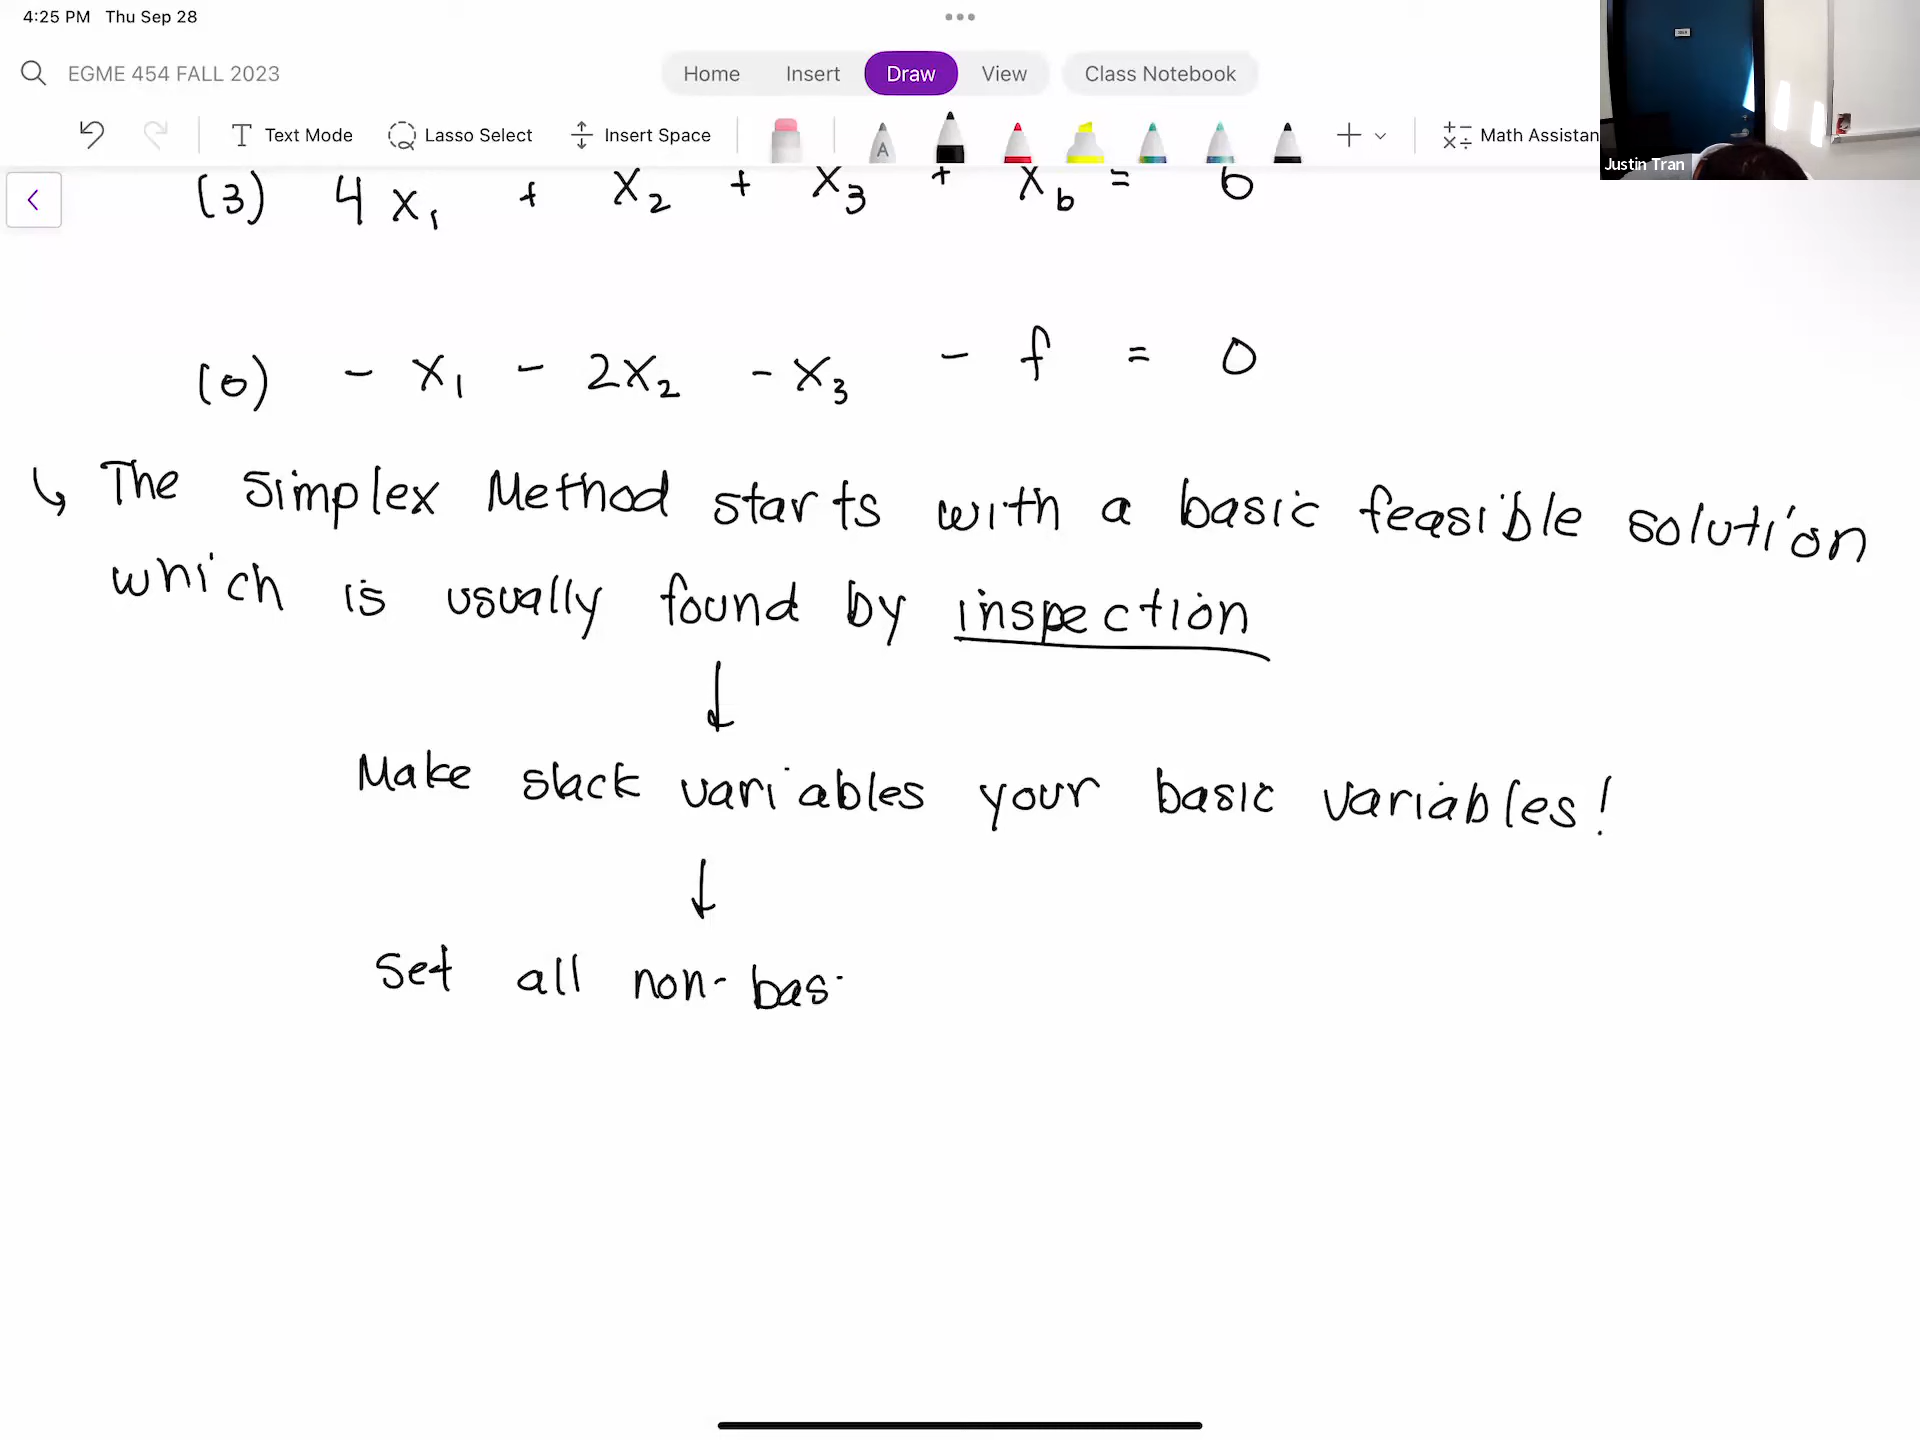 4:25 PM Thu Sep 28
EGME 454 FALL 2023
Home Insert Draw View Class Notebook
Text Mode Lasso Select Insert Space A Math Assistan
Justin Tran
(3) 4x₁ + x₂ + x₃ + x₆ = 6
(0) - x₁ - 2x₂ - x₃ - f = 0
↳ The Simplex Method starts with a basic feasible solution
which is usually found by inspection
↓
Make slack variables your basic variables!
↓
Set all non-bas